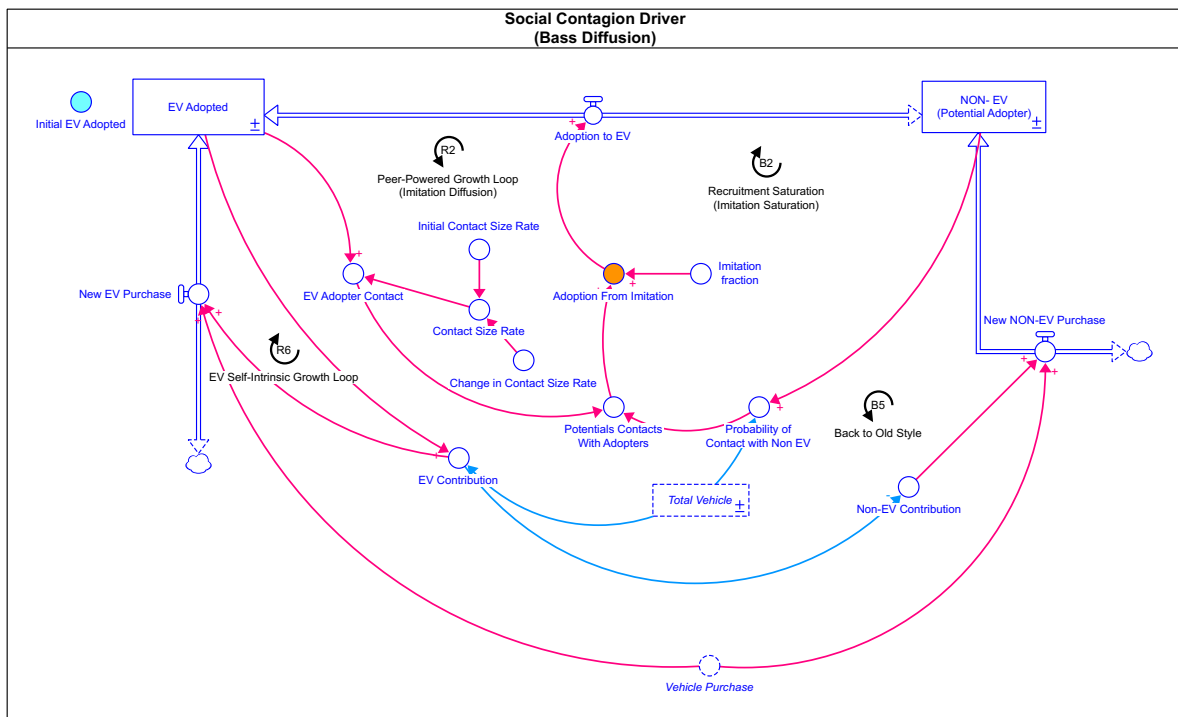 Social Contagion Driver
(Bass Diffusion)
EV Adopted
±
Initial EV Adopted
+
Adoption to EV
NON- EV
(Potential Adopter)
±
R2
Peer-Powered Growth Loop
(Imitation Diffusion)
B2
Recruitment Saturation
(Imitation Saturation)
Initial Contact Size Rate
+
EV Adopter Contact
Adoption From Imitation
+
Imitation
fraction
New EV Purchase
+
+
Contact Size Rate
New NON-EV Purchase
+
+
R6
EV Self-Intrinsic Growth Loop
Change in Contact Size Rate
B5
Back to Old Style
Potentials Contacts
With Adopters
+
Probability of
Contact with Non EV
+
EV Contribution
Total Vehicle
±
-
Non-EV Contribution
Vehicle Purchase